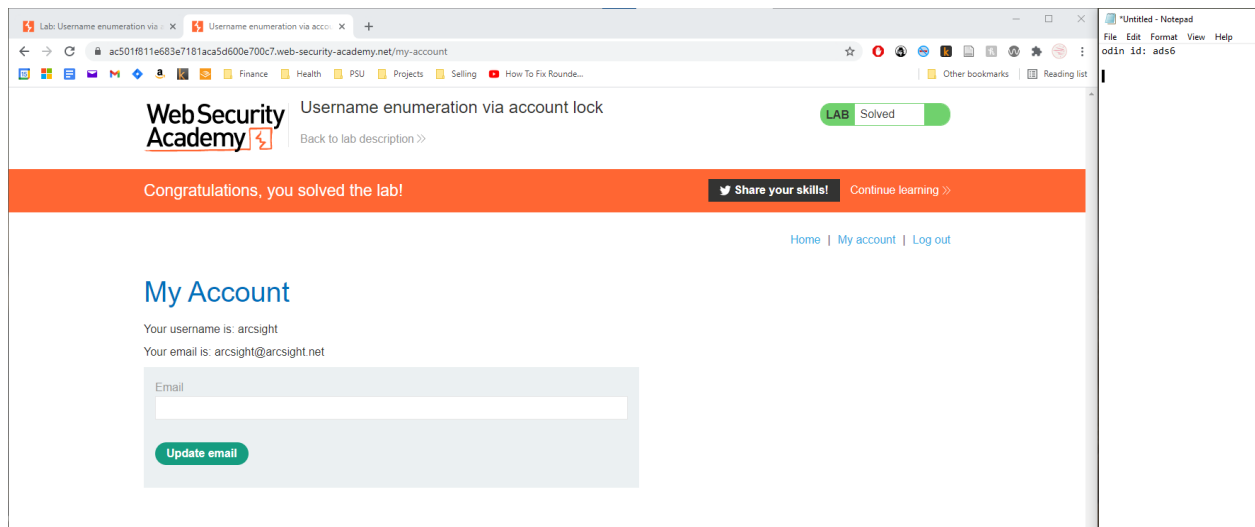 Lab: Username enumeration via
Username enumeration via acco
ac501f811e683e7181aca5d600e700c7.web-security-academy.net/my-account
Finance
Health
PSU
Projects
Selling
How To Fix Rounde...
Other bookmarks
Reading list
Web Security
Academy
Username enumeration via account lock
Back to lab description
LAB Solved
Congratulations, you solved the lab!
Share your skills!
Continue learning
Home | My account | Log out
My Account
Your username is: arcsight
Your email is: arcsight@arcsight.net
Email
Update email
*Untitled - Notepad
File Edit Format View Help
odin id: ads6